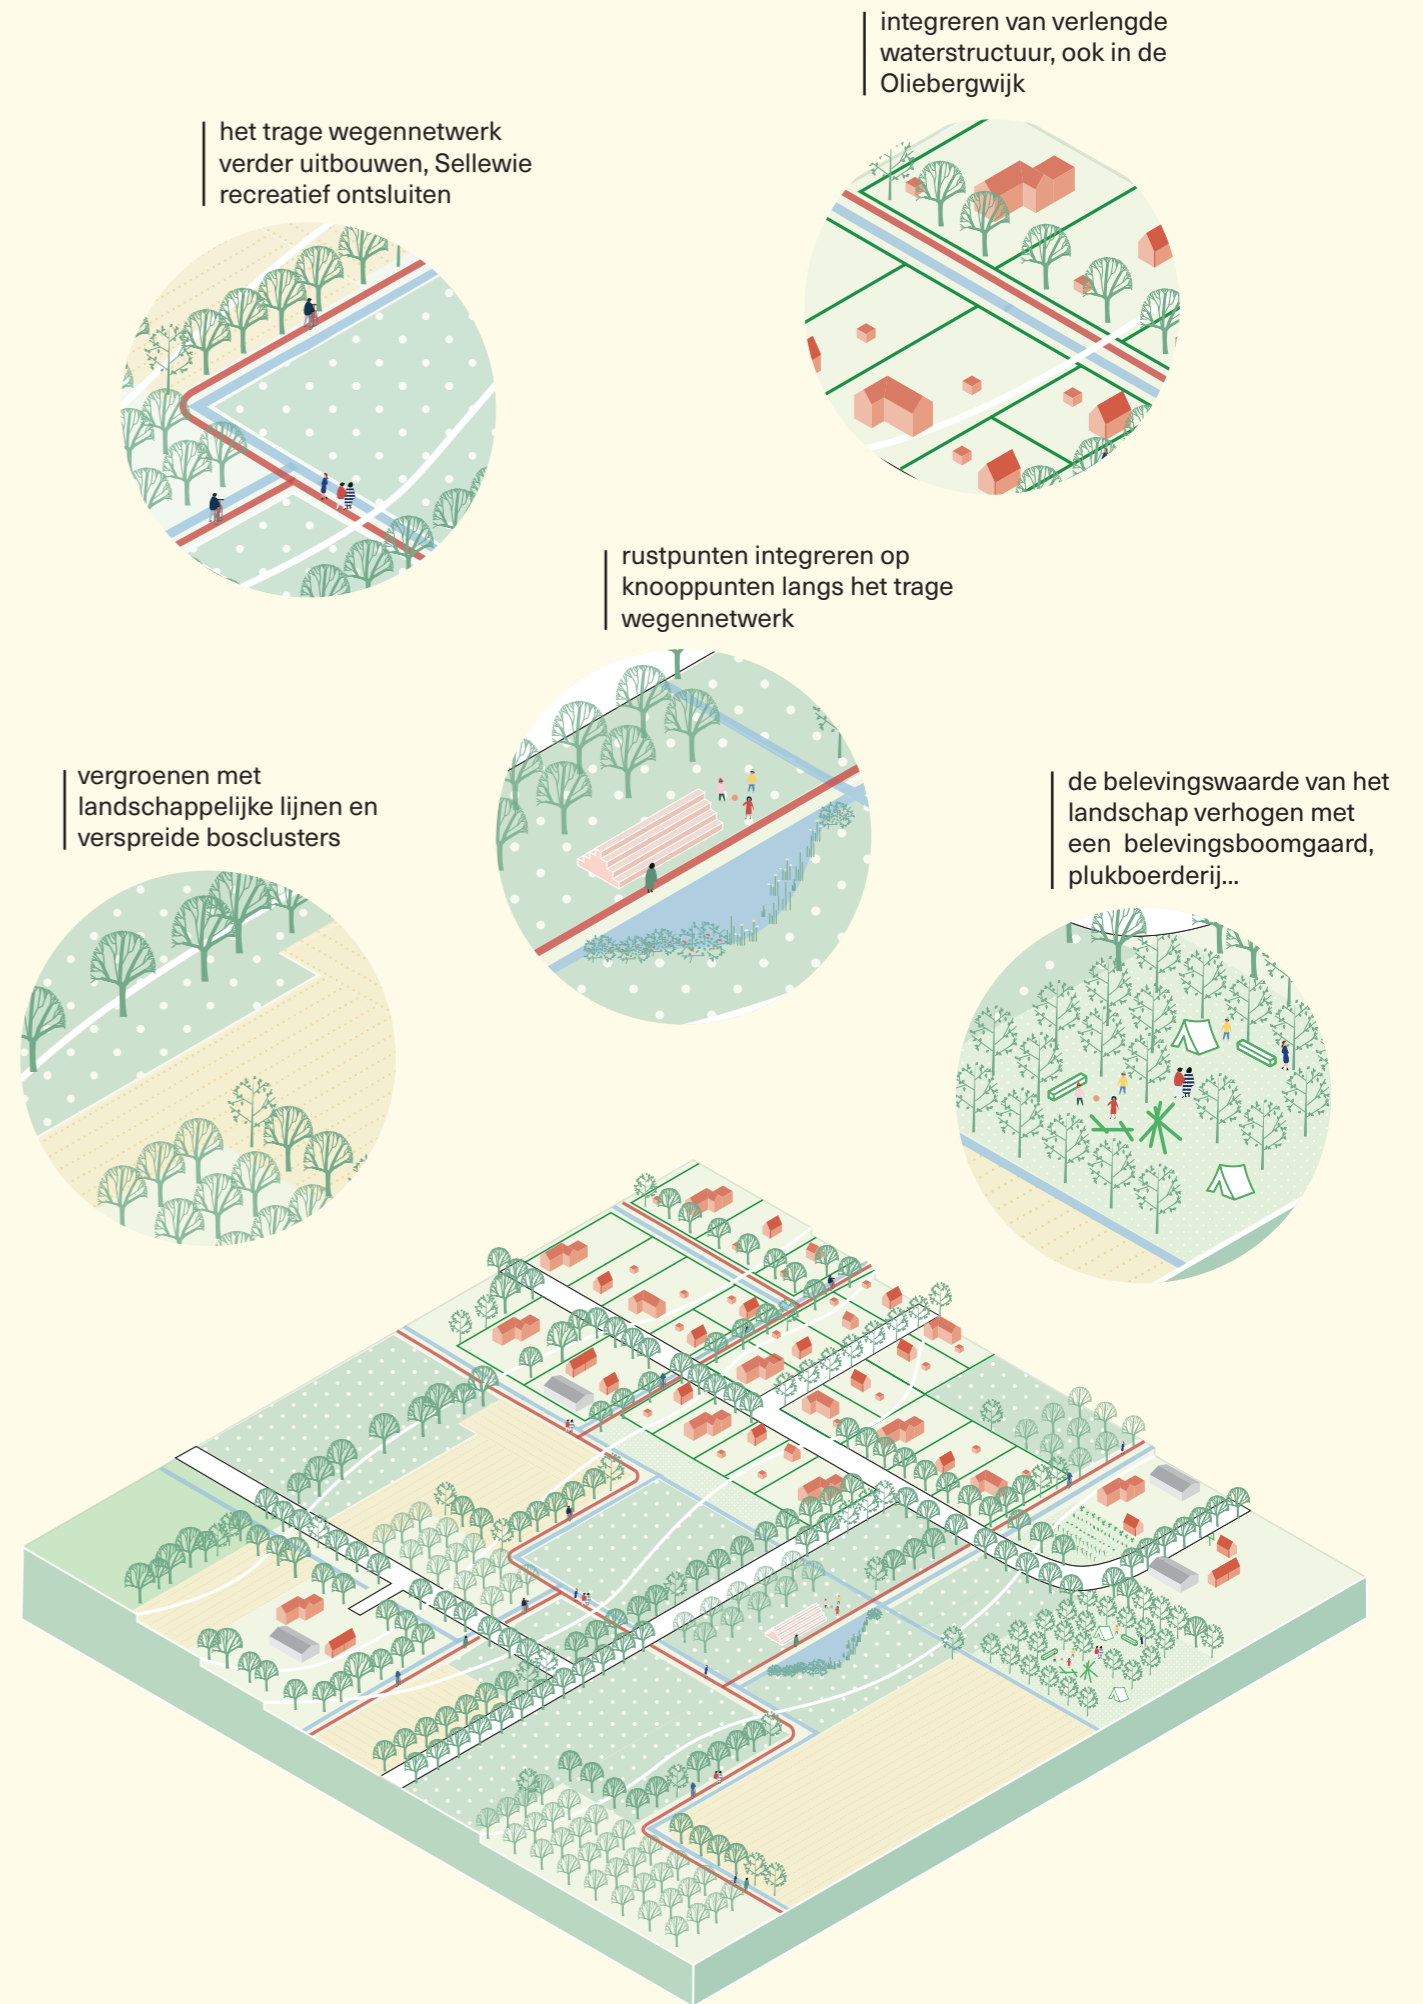 integreren van verlengde
waterstructuur, ook in de
Oliebergwijk
het trage wegennetwerk
verder uitbouwen, Sellewie
recreatief ontsluiten
rustpunten integreren op
knooppunten langs het trage
wegennetwerk
vergroenen met
landschappelijke lijnen en
verspreide bosclusters
de belevingswaarde van het
landschap verhogen met
een belevingsboomgaard,
plukboerderij...